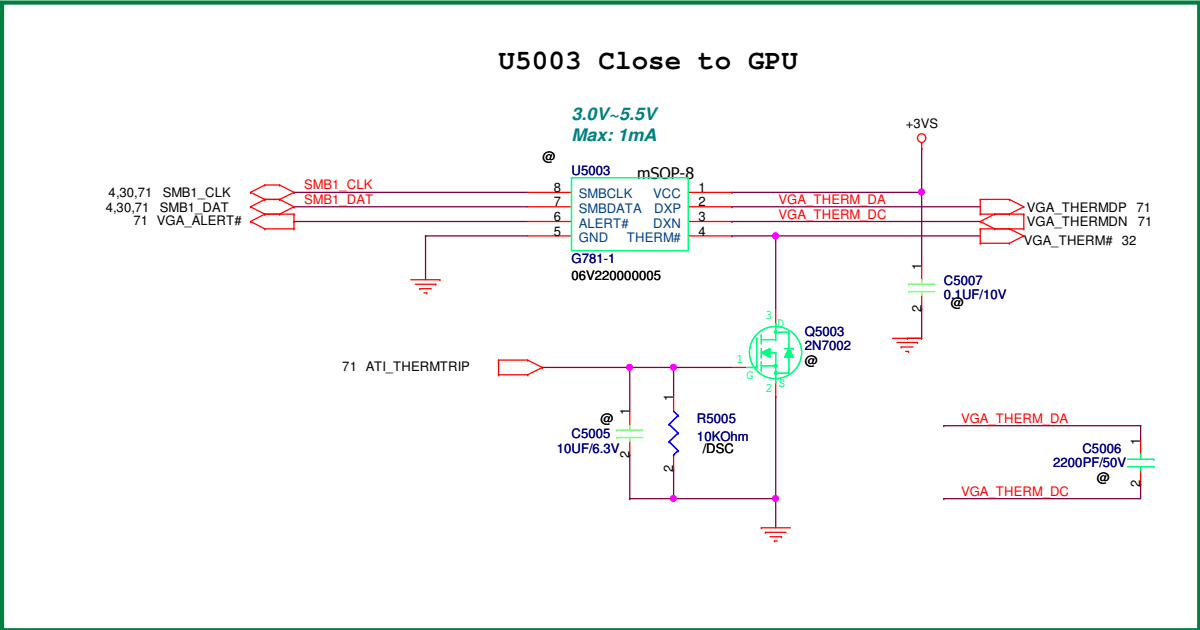 U5003 Close to GPU
3.0V~5.5V
Max: 1mA
@
U5003
mSOP-8
+3VS
4,30,71 SMB1_CLK
SMB1_CLK
8 SMBCLK VCC 1
4,30,71 SMB1_DAT
SMB1_DAT
7 SMBDATA DXP 2
VGA_THERM_DA
VGA_THERMDP 71
71 VGA_ALERT#
6 ALERT# DXN 3
VGA_THERM_DC
VGA_THERMDN 71
5 GND THERM# 4
VGA_THERM# 32
G781-1
06V220000005
1
C5007
0.1UF/10V
@
2
3
D
Q5003
2N7002
@
1
G
2
S
71 ATI_THERMTRIP
@
1
C5005
10UF/6.3V
2
1
R5005
10KOhm
/DSC
2
VGA_THERM_DA
1
C5006
2200PF/50V
@
2
VGA_THERM_DC